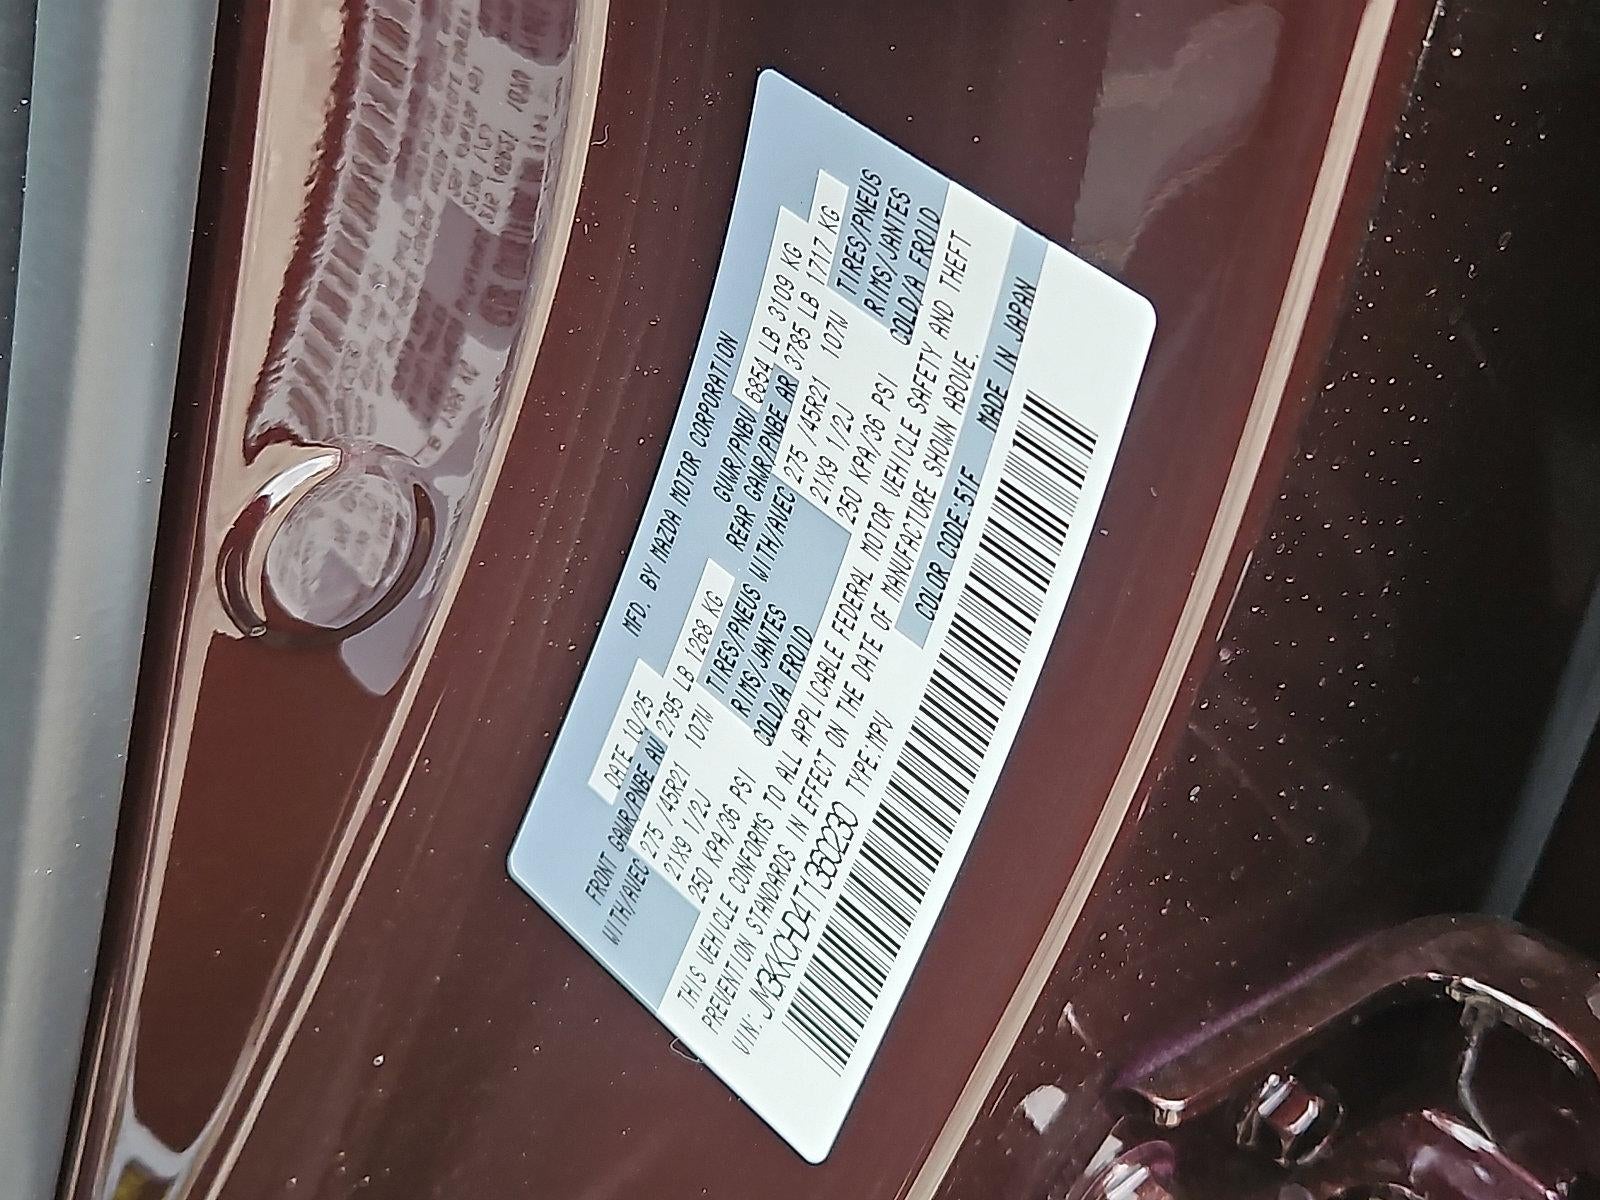 MFD. BY MAZDA MOTOR CORPORATION
DATE 10/25 GVWR/PNBV 6854 LB 3109 KG
FRONT GAWR/PNBE AV 2795 LB 1268 KG REAR GAWR/PNBE AR 3785 LB 1717 KG
WITH/AVEC 275 /45R21 107W TIRES/PNEUS WITH/AVEC 275 /45R21 107W TIRES/PNEUS
21X9 1/2J RIMS/JANTES 21X9 1/2J RIMS/JANTES
250 KPA/36 PSI COLD/A FROID 250 KPA/36 PSI COLD/A FROID
THIS VEHICLE CONFORMS TO ALL APPLICABLE FEDERAL MOTOR VEHICLE SAFETY AND THEFT
PREVENTION STANDARDS IN EFFECT ON THE DATE OF MANUFACTURE SHOWN ABOVE.
VIN: JM3KKCHD4T1360230 TYPE:MPV COLOR CODE:51F MADE IN JAPAN